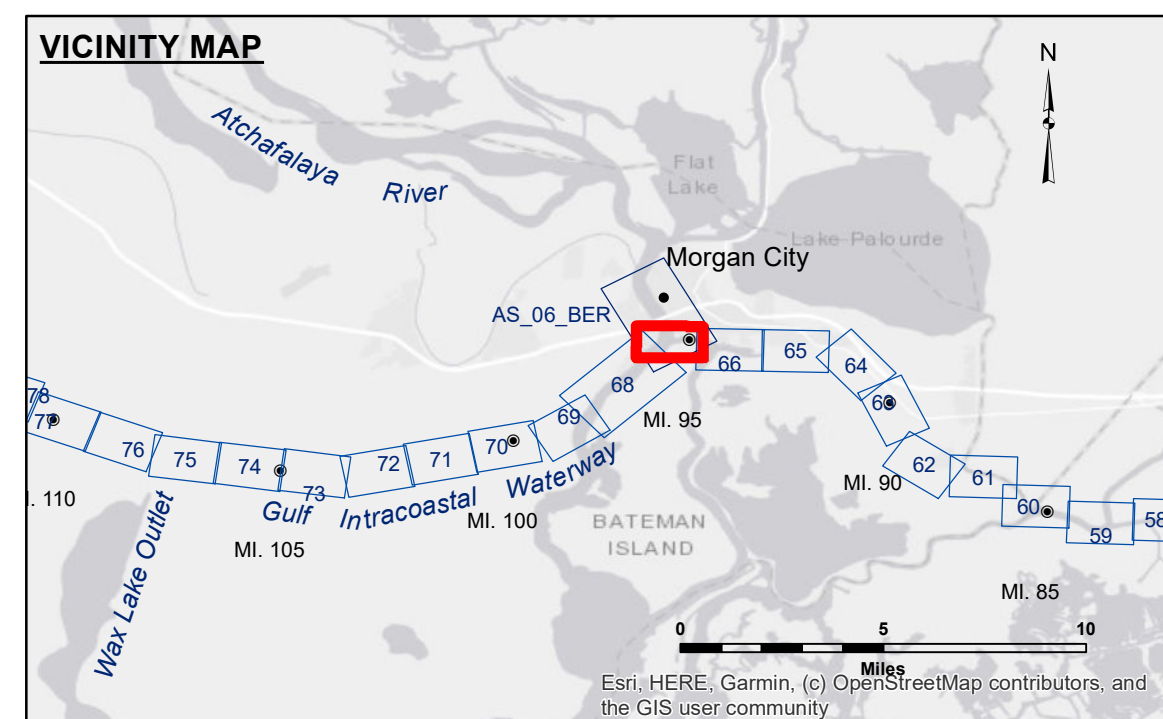 VICINITY MAP
N
Atchafalaya
River
Flat
Lake
Lake Palourde
Morgan City
AS_06_BER
66
65
64
63
68
MI. 95
69
78
77
76
75
74
73
72
71
70
62
61
MI. 90
60
59
58
Waterway
Intracoastal
Gulf
MI. 100
MI. 105
. 110
BATEMAN
ISLAND
Wax Lake Outlet
MI. 85
0 5 10
Miles
Esri, HERE, Garmin, (c) OpenStreetMap contributors, and
the GIS user community